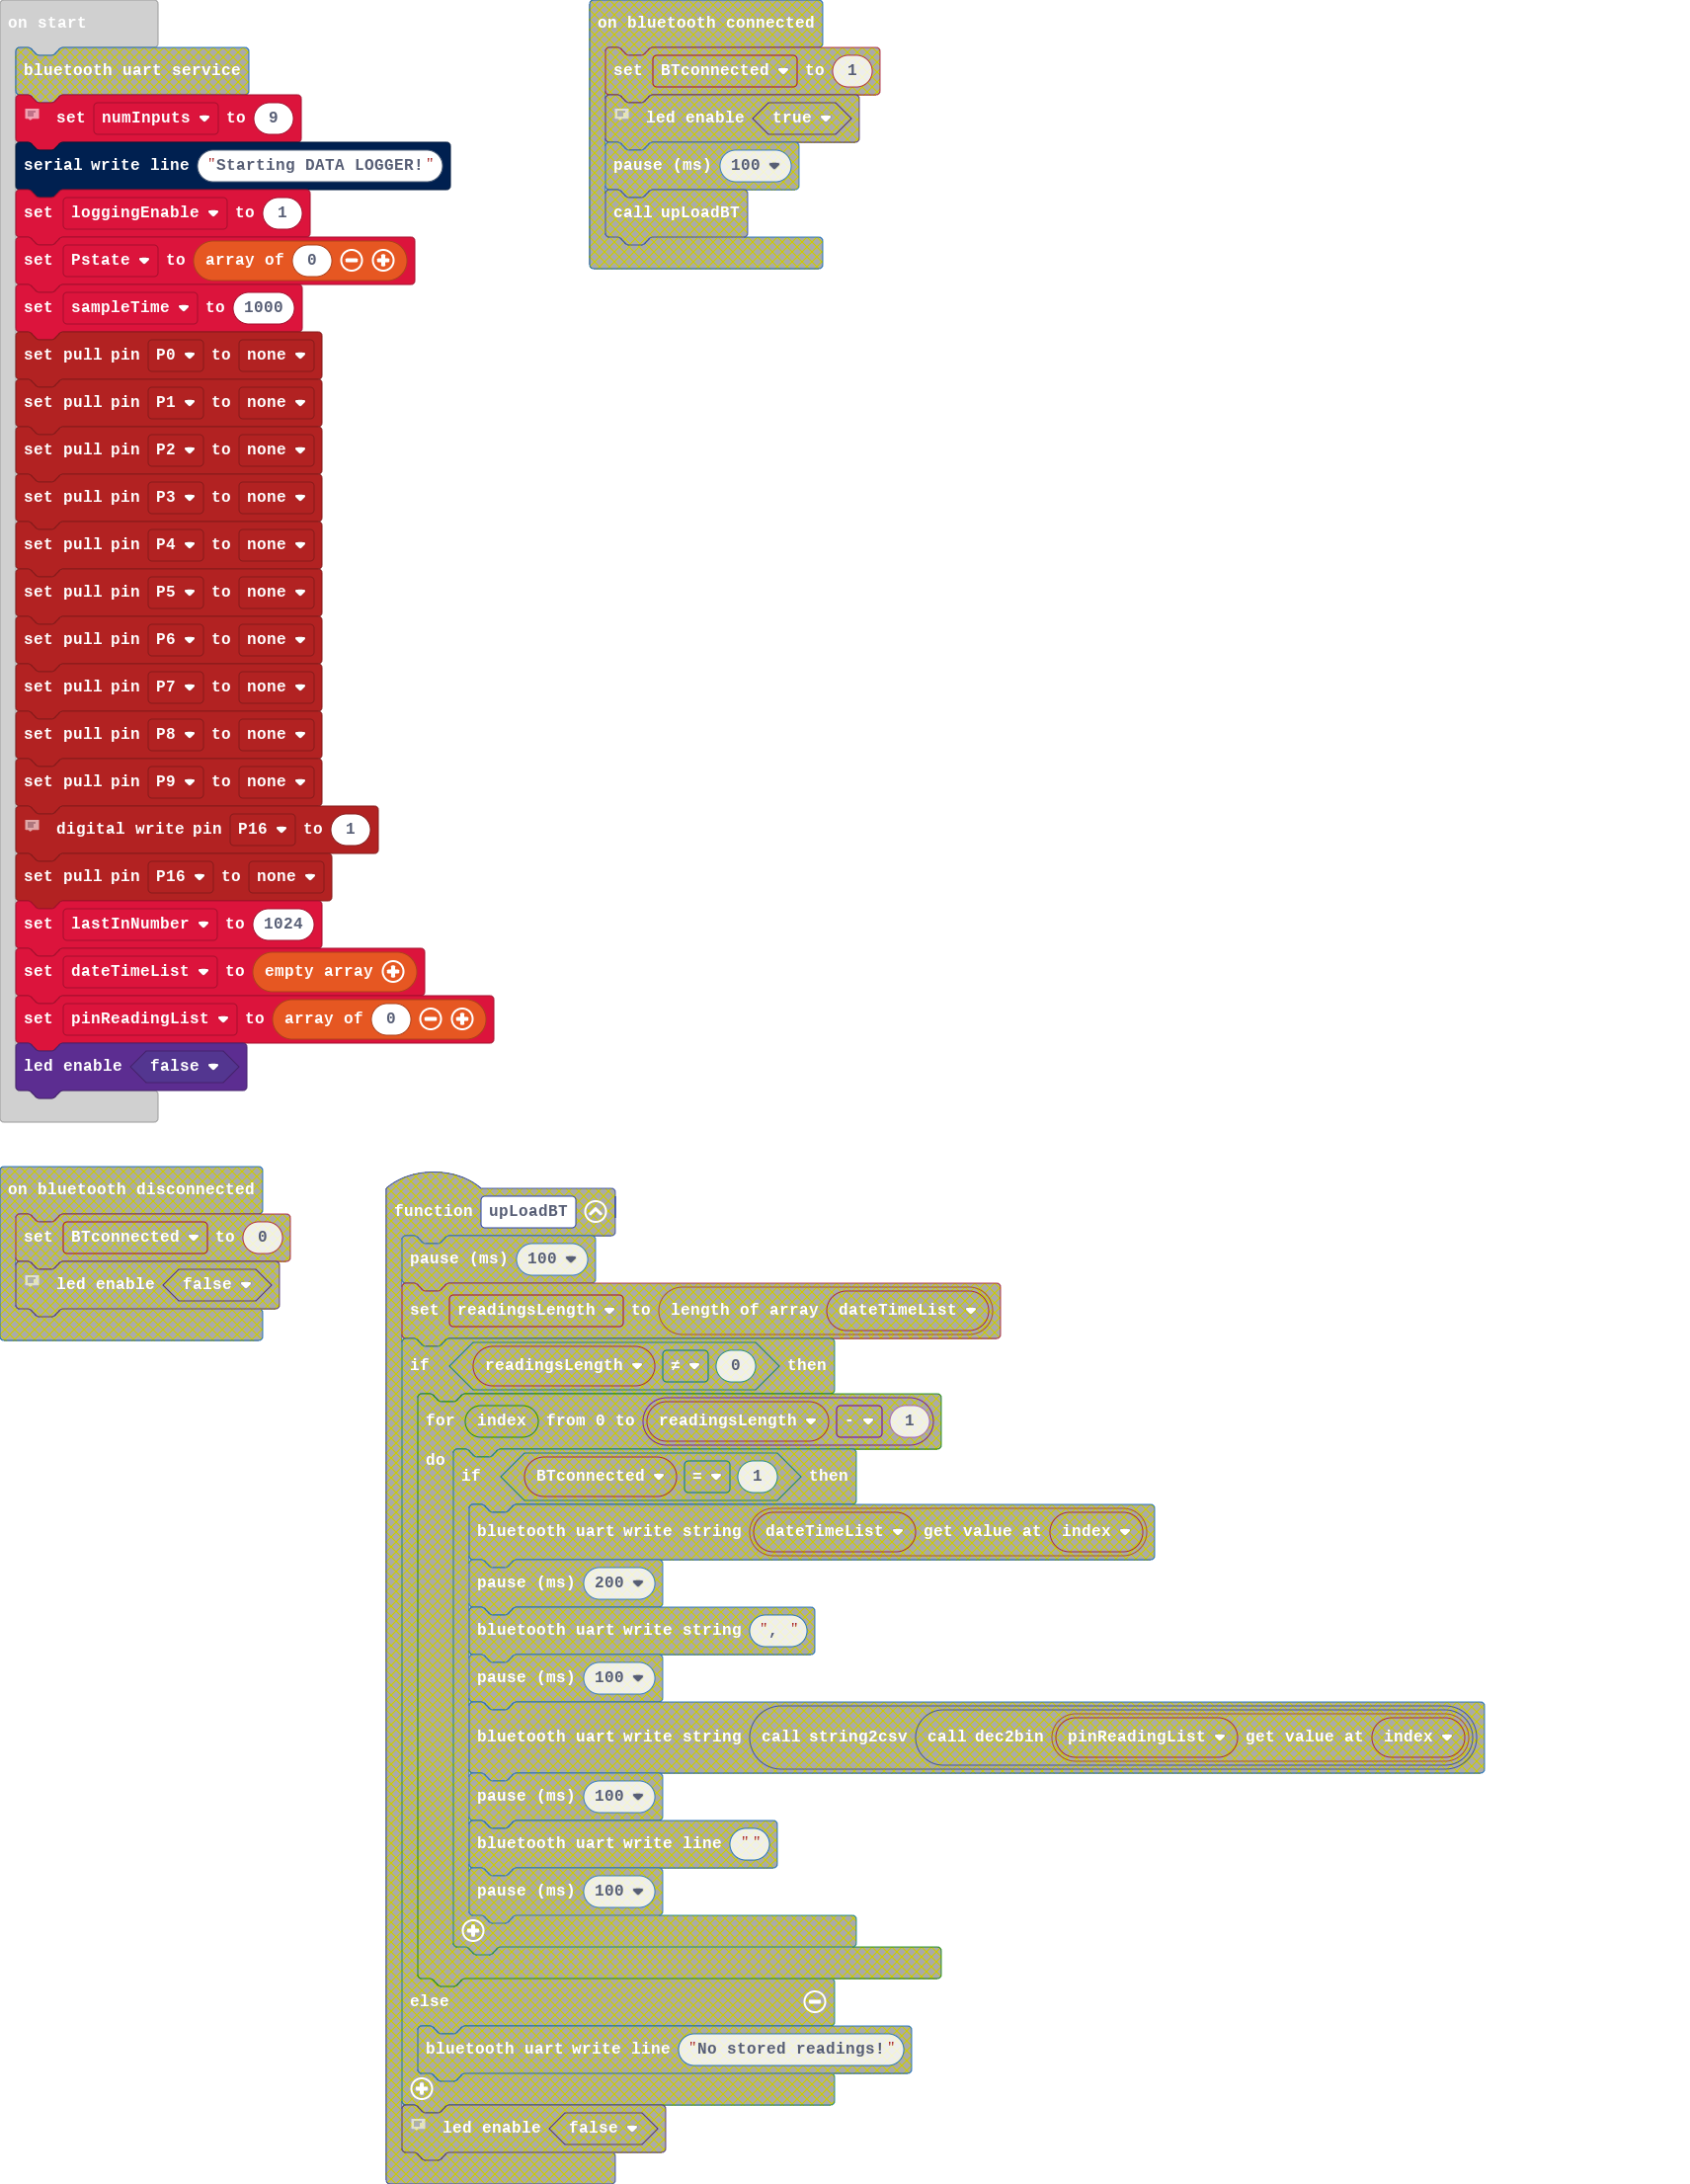 on start
bluetooth uart service
set numInputs to 9
serial write line "Starting DATA LOGGER!"
set loggingEnable to 1
set Pstate to array of 0
set sampleTime to 1000
set pull pin P0 to none
set pull pin P1 to none
set pull pin P2 to none
set pull pin P3 to none
set pull pin P4 to none
set pull pin P5 to none
set pull pin P6 to none
set pull pin P7 to none
set pull pin P8 to none
set pull pin P9 to none
digital write pin P16 to 1
set pull pin P16 to none
set lastInNumber to 1024
set dateTimeList to empty array
set pinReadingList to array of 0
led enable false
on bluetooth connected
set BTconnected to 1
led enable true
pause (ms) 100
call upLoadBT
on bluetooth disconnected
set BTconnected to 0
led enable false
function upLoadBT
pause (ms) 100
set readingsLength to length of array dateTimeList
if readingsLength ≠ 0 then
for index from 0 to readingsLength - 1
do
if BTconnected = 1 then
bluetooth uart write string dateTimeList get value at index
pause (ms) 200
bluetooth uart write string ", "
pause (ms) 100
bluetooth uart write string call string2csv call dec2bin pinReadingList get value at index
pause (ms) 100
bluetooth uart write line ""
pause (ms) 100
else
bluetooth uart write line "No stored readings!"
led enable false